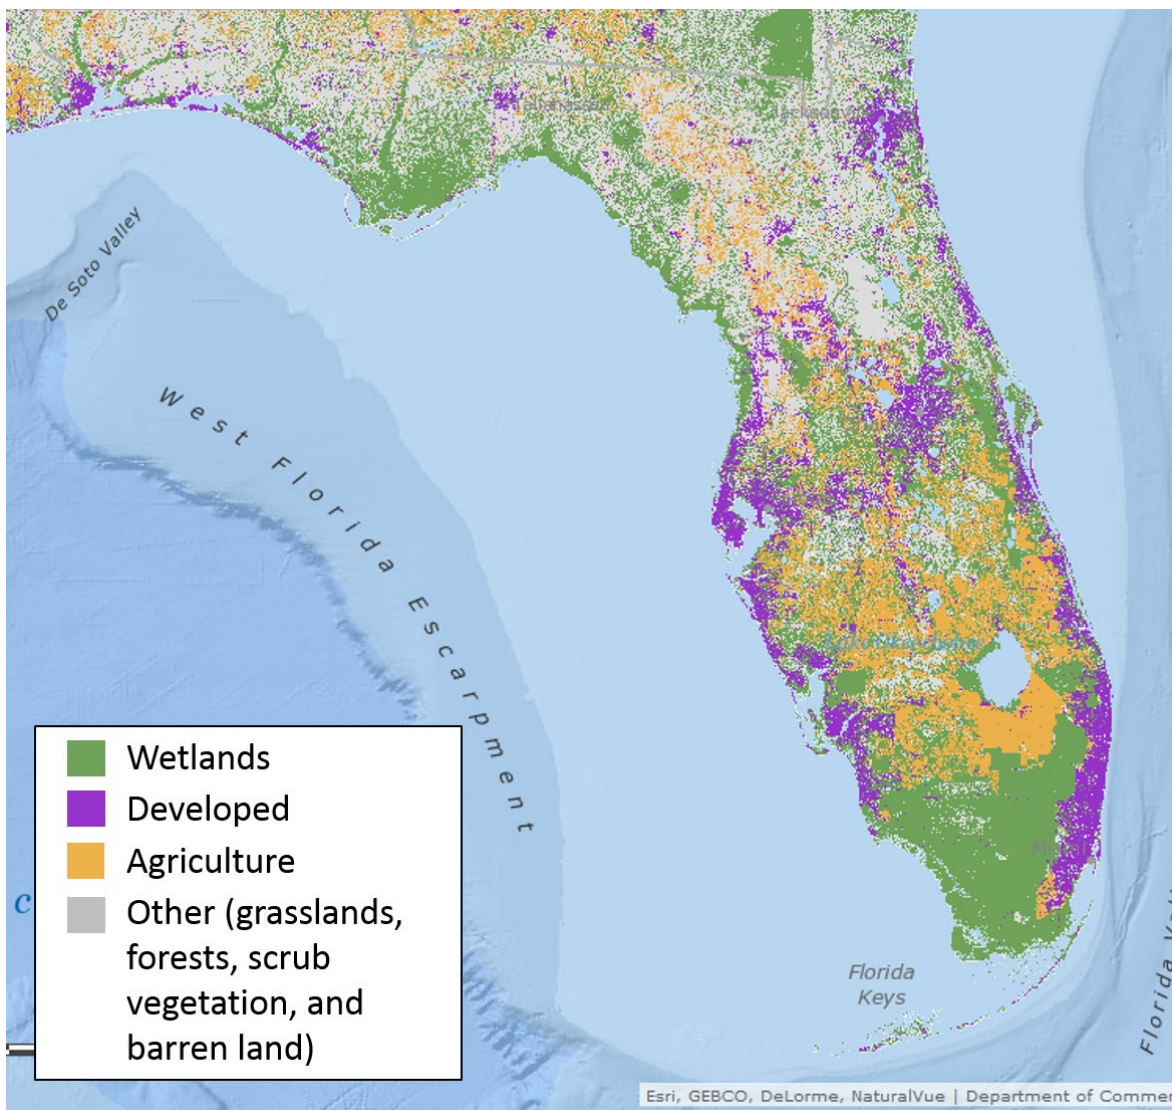 Tallahassee
De Soto Valley
West Florida Escarpment
Wetlands
Developed
Agriculture
Other (grasslands,
forests, scrub
vegetation, and
barren land)
c
Florida
Keys
Esri, GEBCO, DeLorme, NaturalVue | Department of Commer